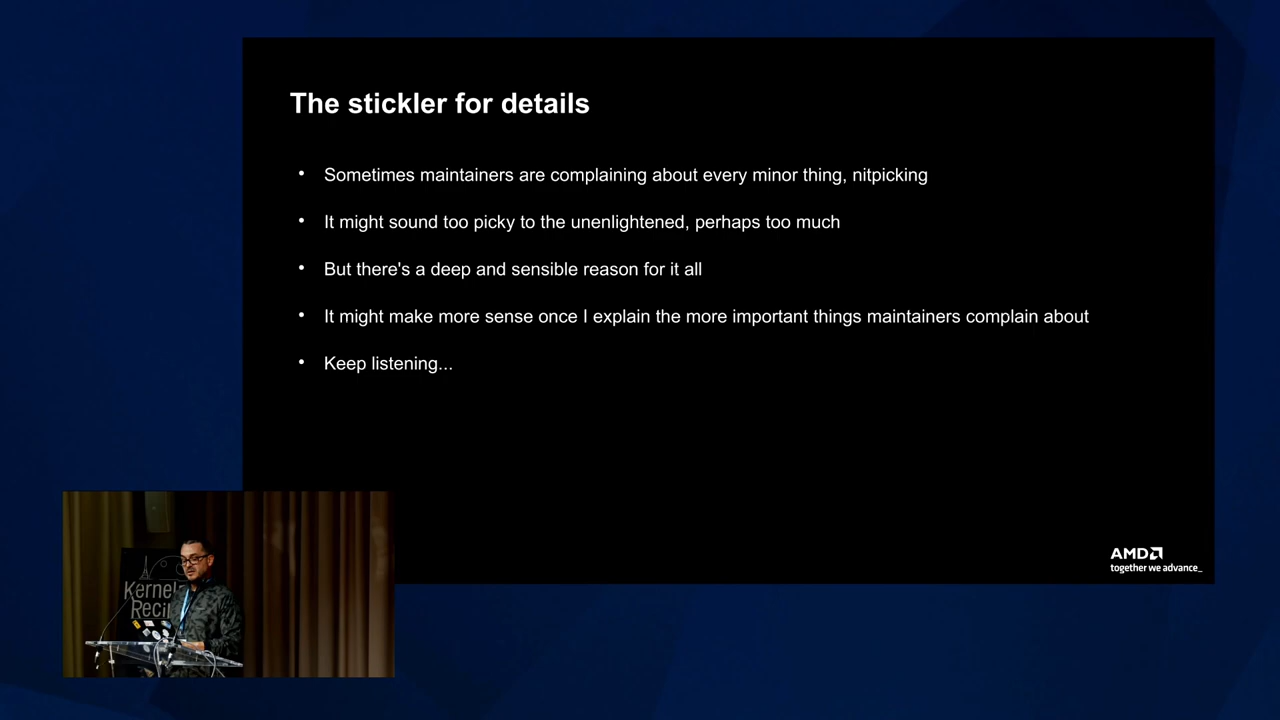 The stickler for details
• Sometimes maintainers are complaining about every minor thing, nitpicking
• It might sound too picky to the unenlightened, perhaps too much
• But there's a deep and sensible reason for it all
• It might make more sense once I explain the more important things maintainers complain about
• Keep listening...
AMD
together we advance_
Kernel
Reci